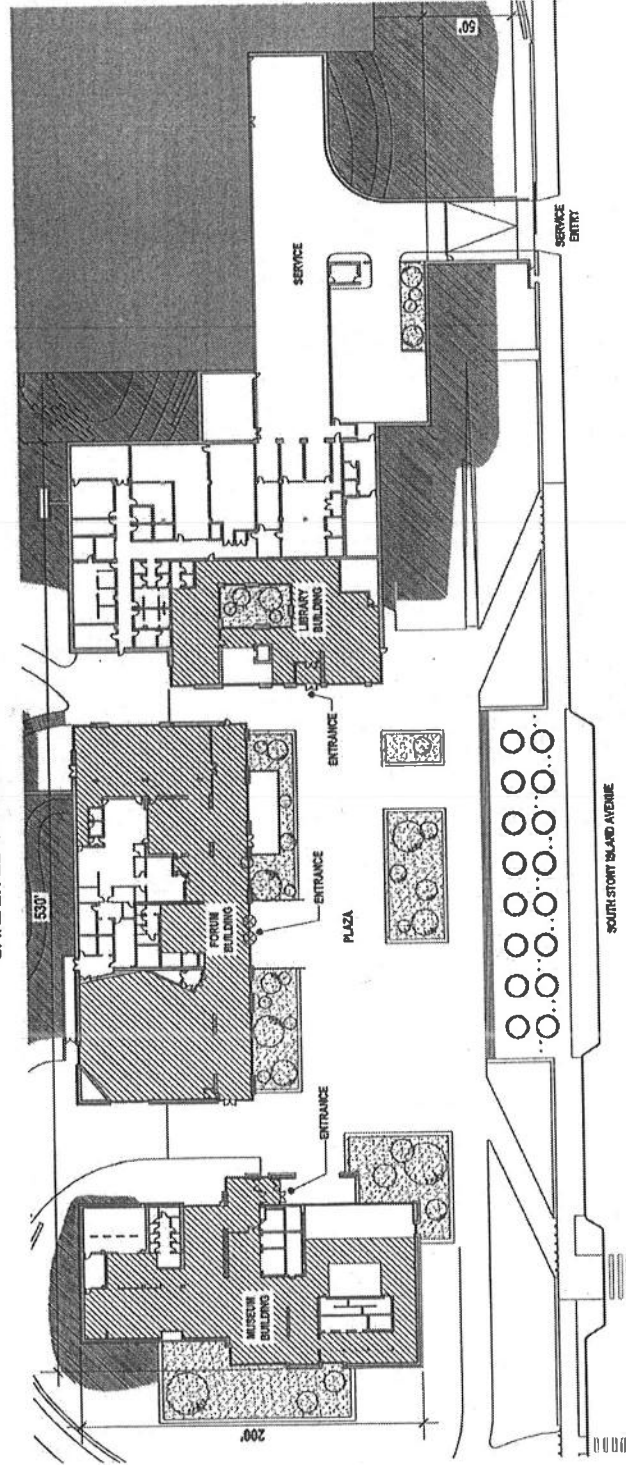 50'
SERVICE
ENTRY
SERVICE
LIBRARY
BUILDING
ENTRANCE
530'
FORUM
BUILDING
ENTRANCE
PLAZA
SOUTH STONY ISLAND AVENUE
ENTRANCE
MUSEUM
BUILDING
200'